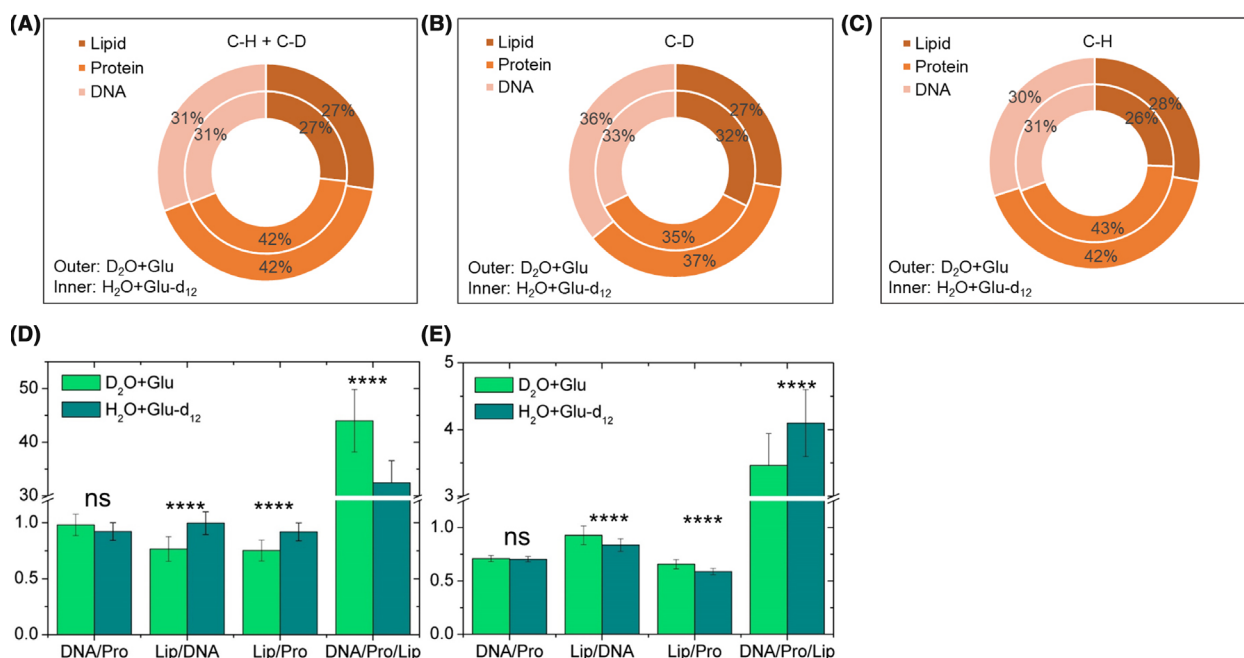 (A)
C-H + C-D
Lipid
Protein
DNA
31%
27%
31%
27%
42%
42%
Outer: D₂O+Glu
Inner: H₂O+Glu-d₁₂
(B)
C-D
Lipid
Protein
DNA
36%
27%
33%
32%
35%
37%
Outer: D₂O+Glu
Inner: H₂O+Glu-d₁₂
(C)
C-H
Lipid
Protein
DNA
30%
28%
31%
26%
43%
42%
Outer: D₂O+Glu
Inner: H₂O+Glu-d₁₂
(D)
D₂O+Glu
H₂O+Glu-d₁₂
50
40
30
1.0
0.5
0.0
ns
****
****
****
DNA/Pro
Lip/DNA
Lip/Pro
DNA/Pro/Lip
(E)
D₂O+Glu
H₂O+Glu-d₁₂
5
4
3
1.0
0.5
0.0
ns
****
****
****
DNA/Pro
Lip/DNA
Lip/Pro
DNA/Pro/Lip